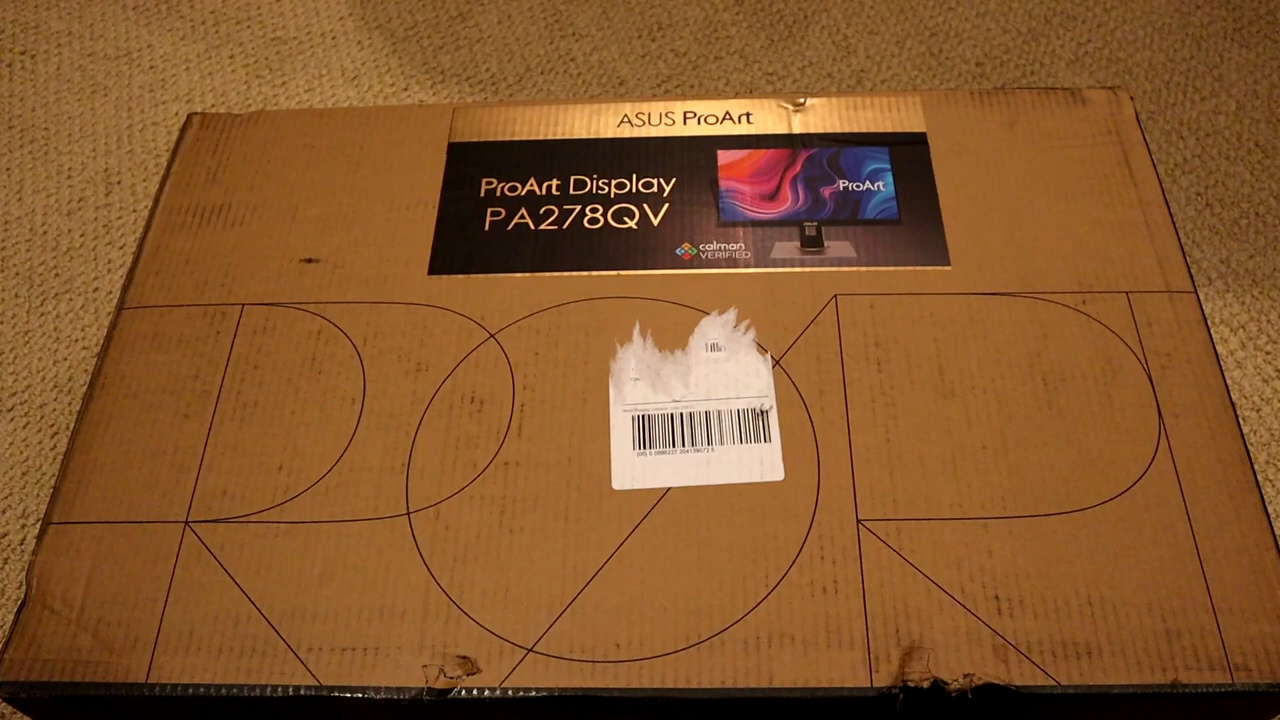 ASUS ProArt
ProArt Display
PA278QV
ProArt
calman
VERIFIED